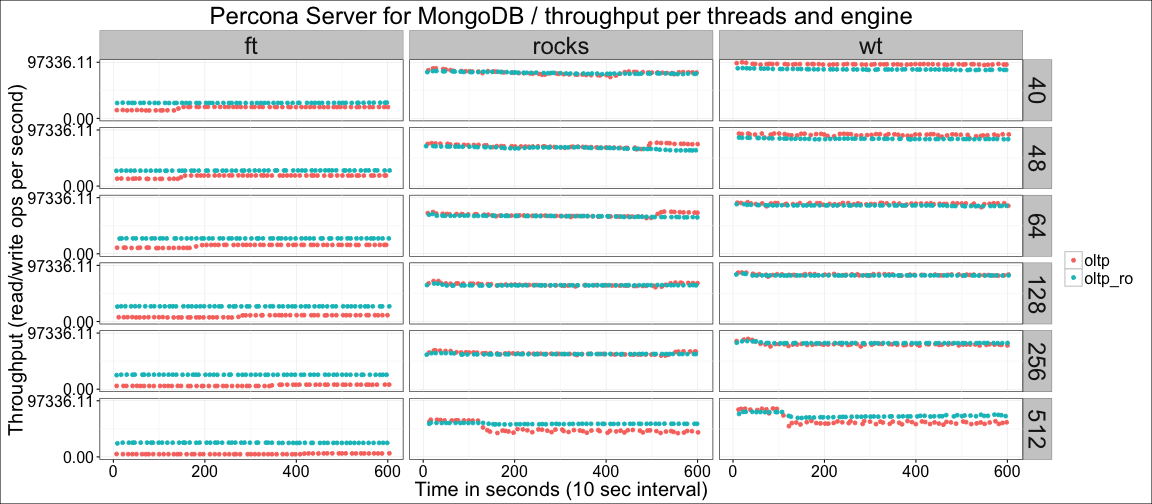 Percona Server for MongoDB / throughput per threads and engine
ft rocks wt
Throughput (read/write ops per second)
97336.11
0.00
40
97336.11
0.00
48
97336.11
0.00
64
97336.11
0.00
128
97336.11
0.00
256
97336.11
0.00
512
oltp
oltp_ro
0 200 400 600 0 200 400 600 0 200 400 600
Time in seconds (10 sec interval)